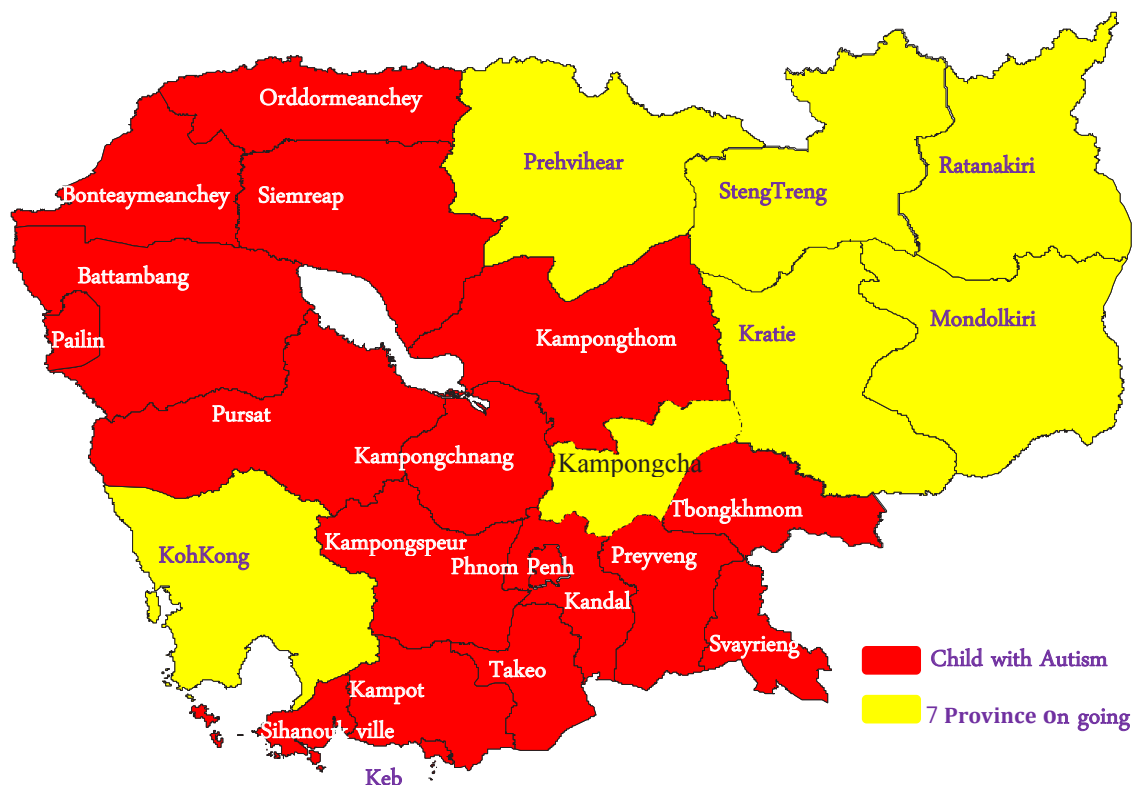 Orddormeanchey
Prehvihear
Ratanakiri
StengTreng
Bonteaymeanchey
Siemreap
Battambang
Mondolkiri
Kratie
Kampongthom
Pailin
Pursat
Kampongchnang
Kampongcha
Tbongkhmom
Kampongspeur
KohKong
Preyveng
Phnom Penh
Kandal
Svayrieng
Child with Autism
Takeo
Kampot
7 Province on going
Sihanouk ville
Keb